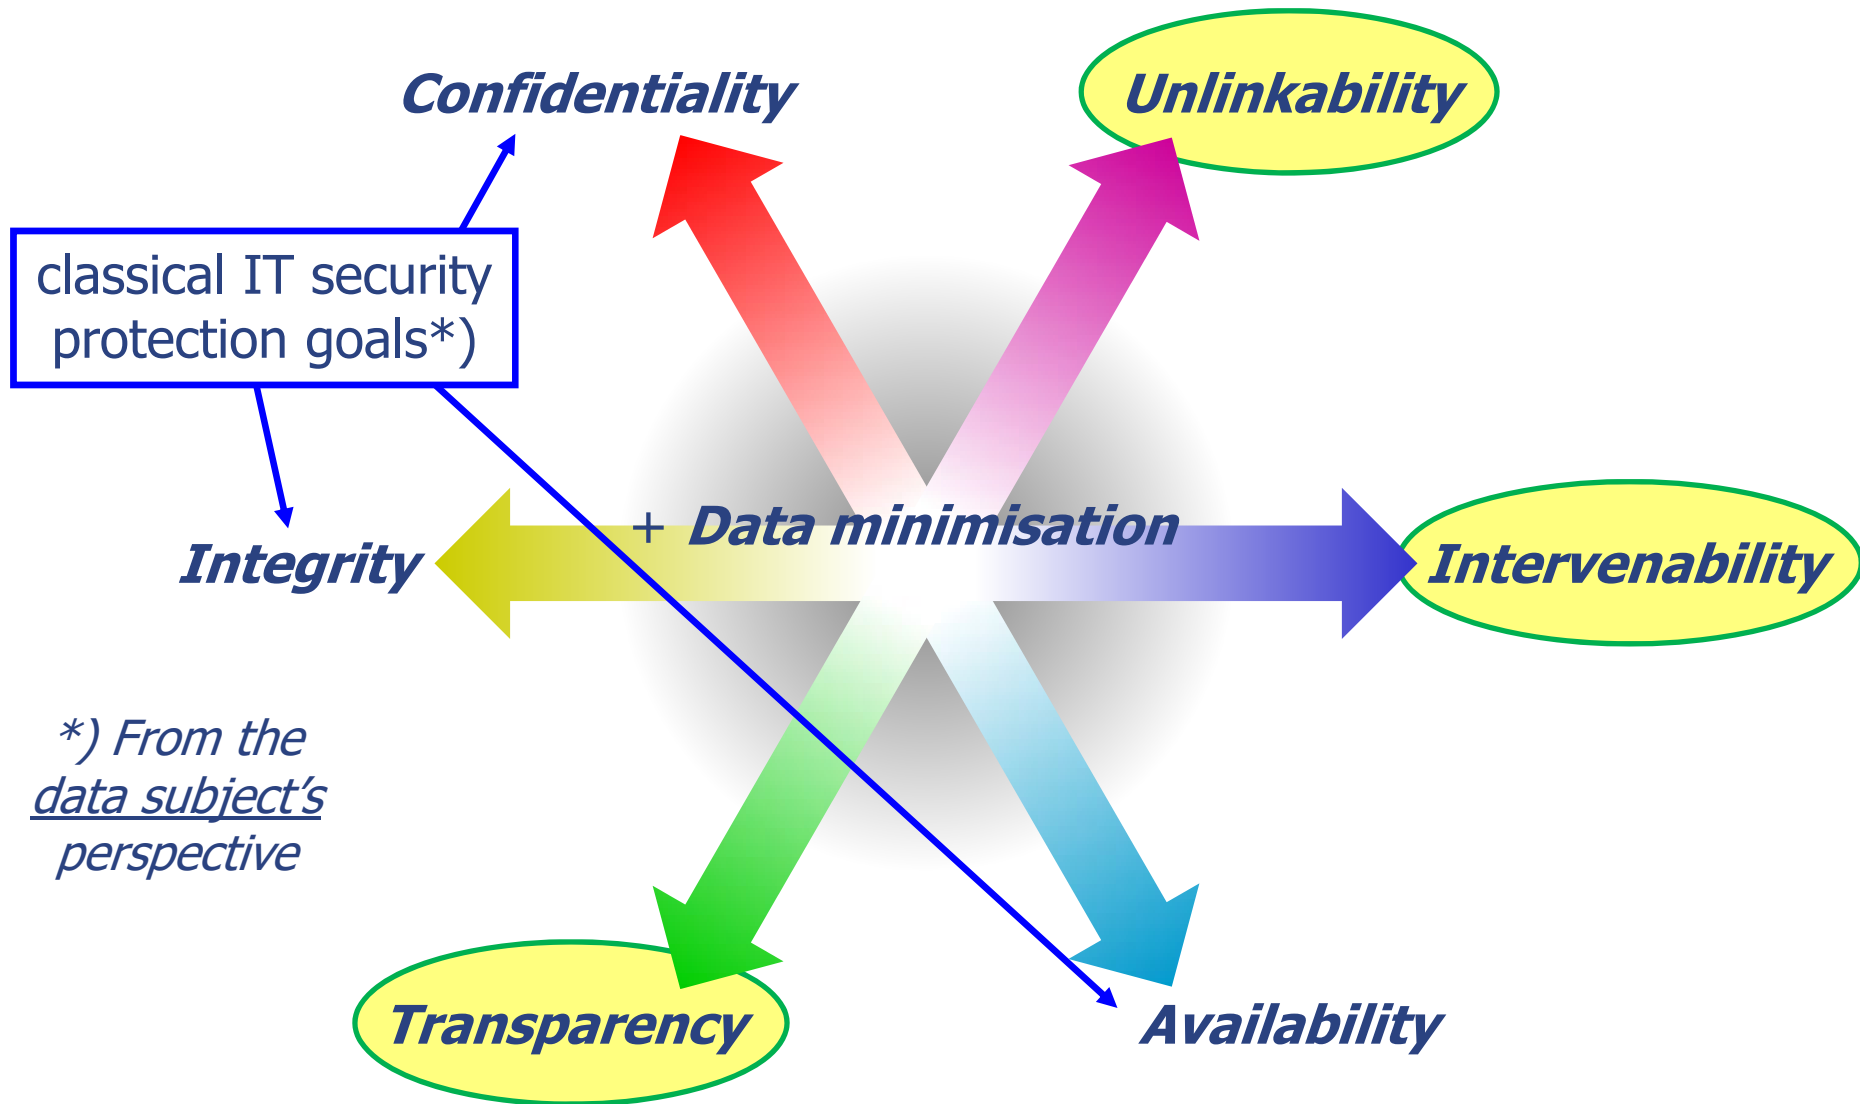 Confidentiality
Unlinkability
classical IT security
protection goals*)
+ Data minimisation
Integrity
Intervenability
*) From the
data subject’s
perspective
Transparency
Availability